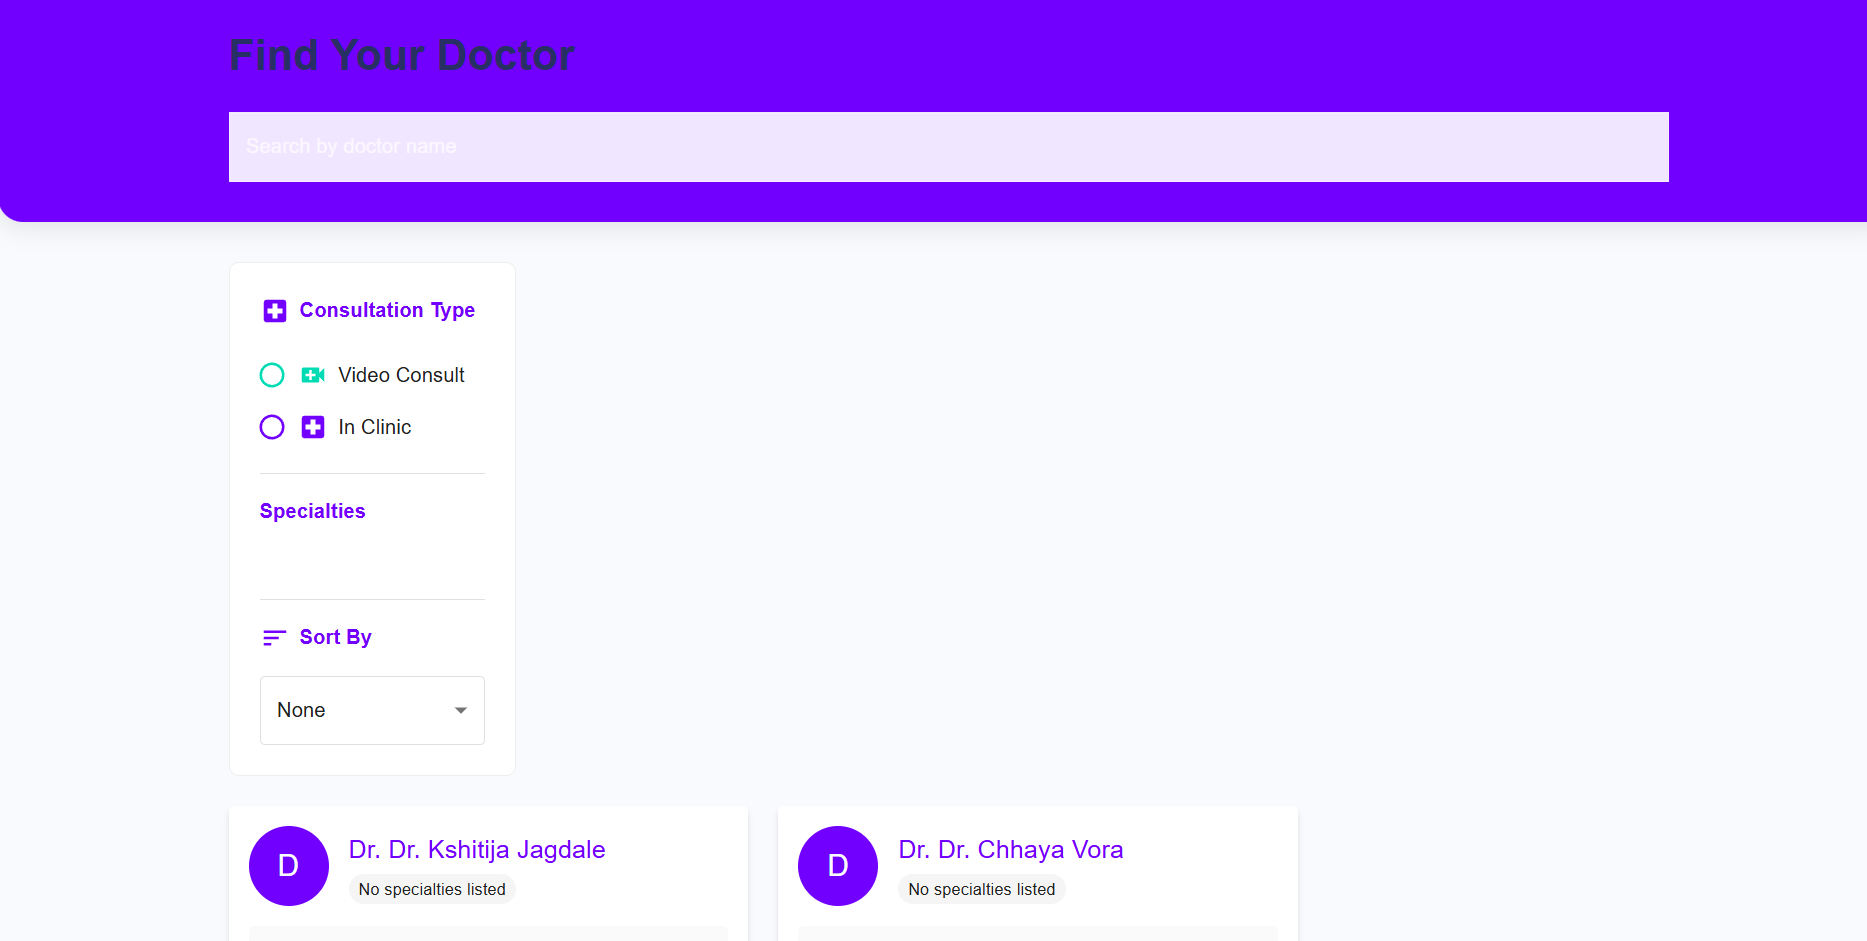 Find Your Doctor
Search by doctor name
Consultation Type
Video Consult
In Clinic
Specialties
Sort By
None
D
Dr. Dr. Kshitija Jagdale
No specialties listed
D
Dr. Dr. Chhaya Vora
No specialties listed